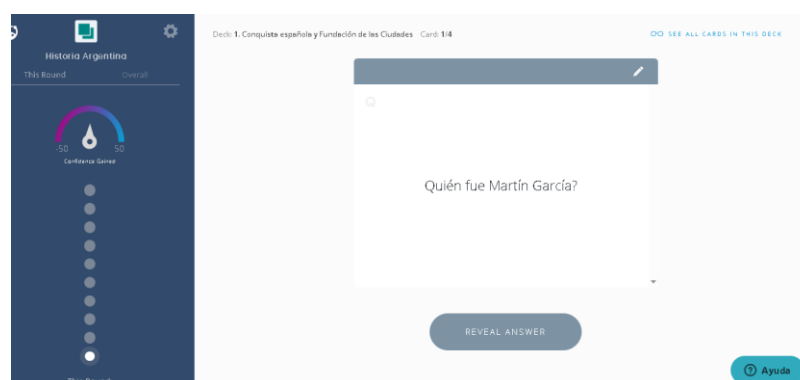 Historia Argentina
This Round Overall
-50 50
Confidence Gained
Deck: 1. Conquista española y Fundación de las Ciudades Card: 1/4
SEE ALL CARDS IN THIS DECK
Q
Quién fue Martín García?
REVEAL ANSWER
Ayuda